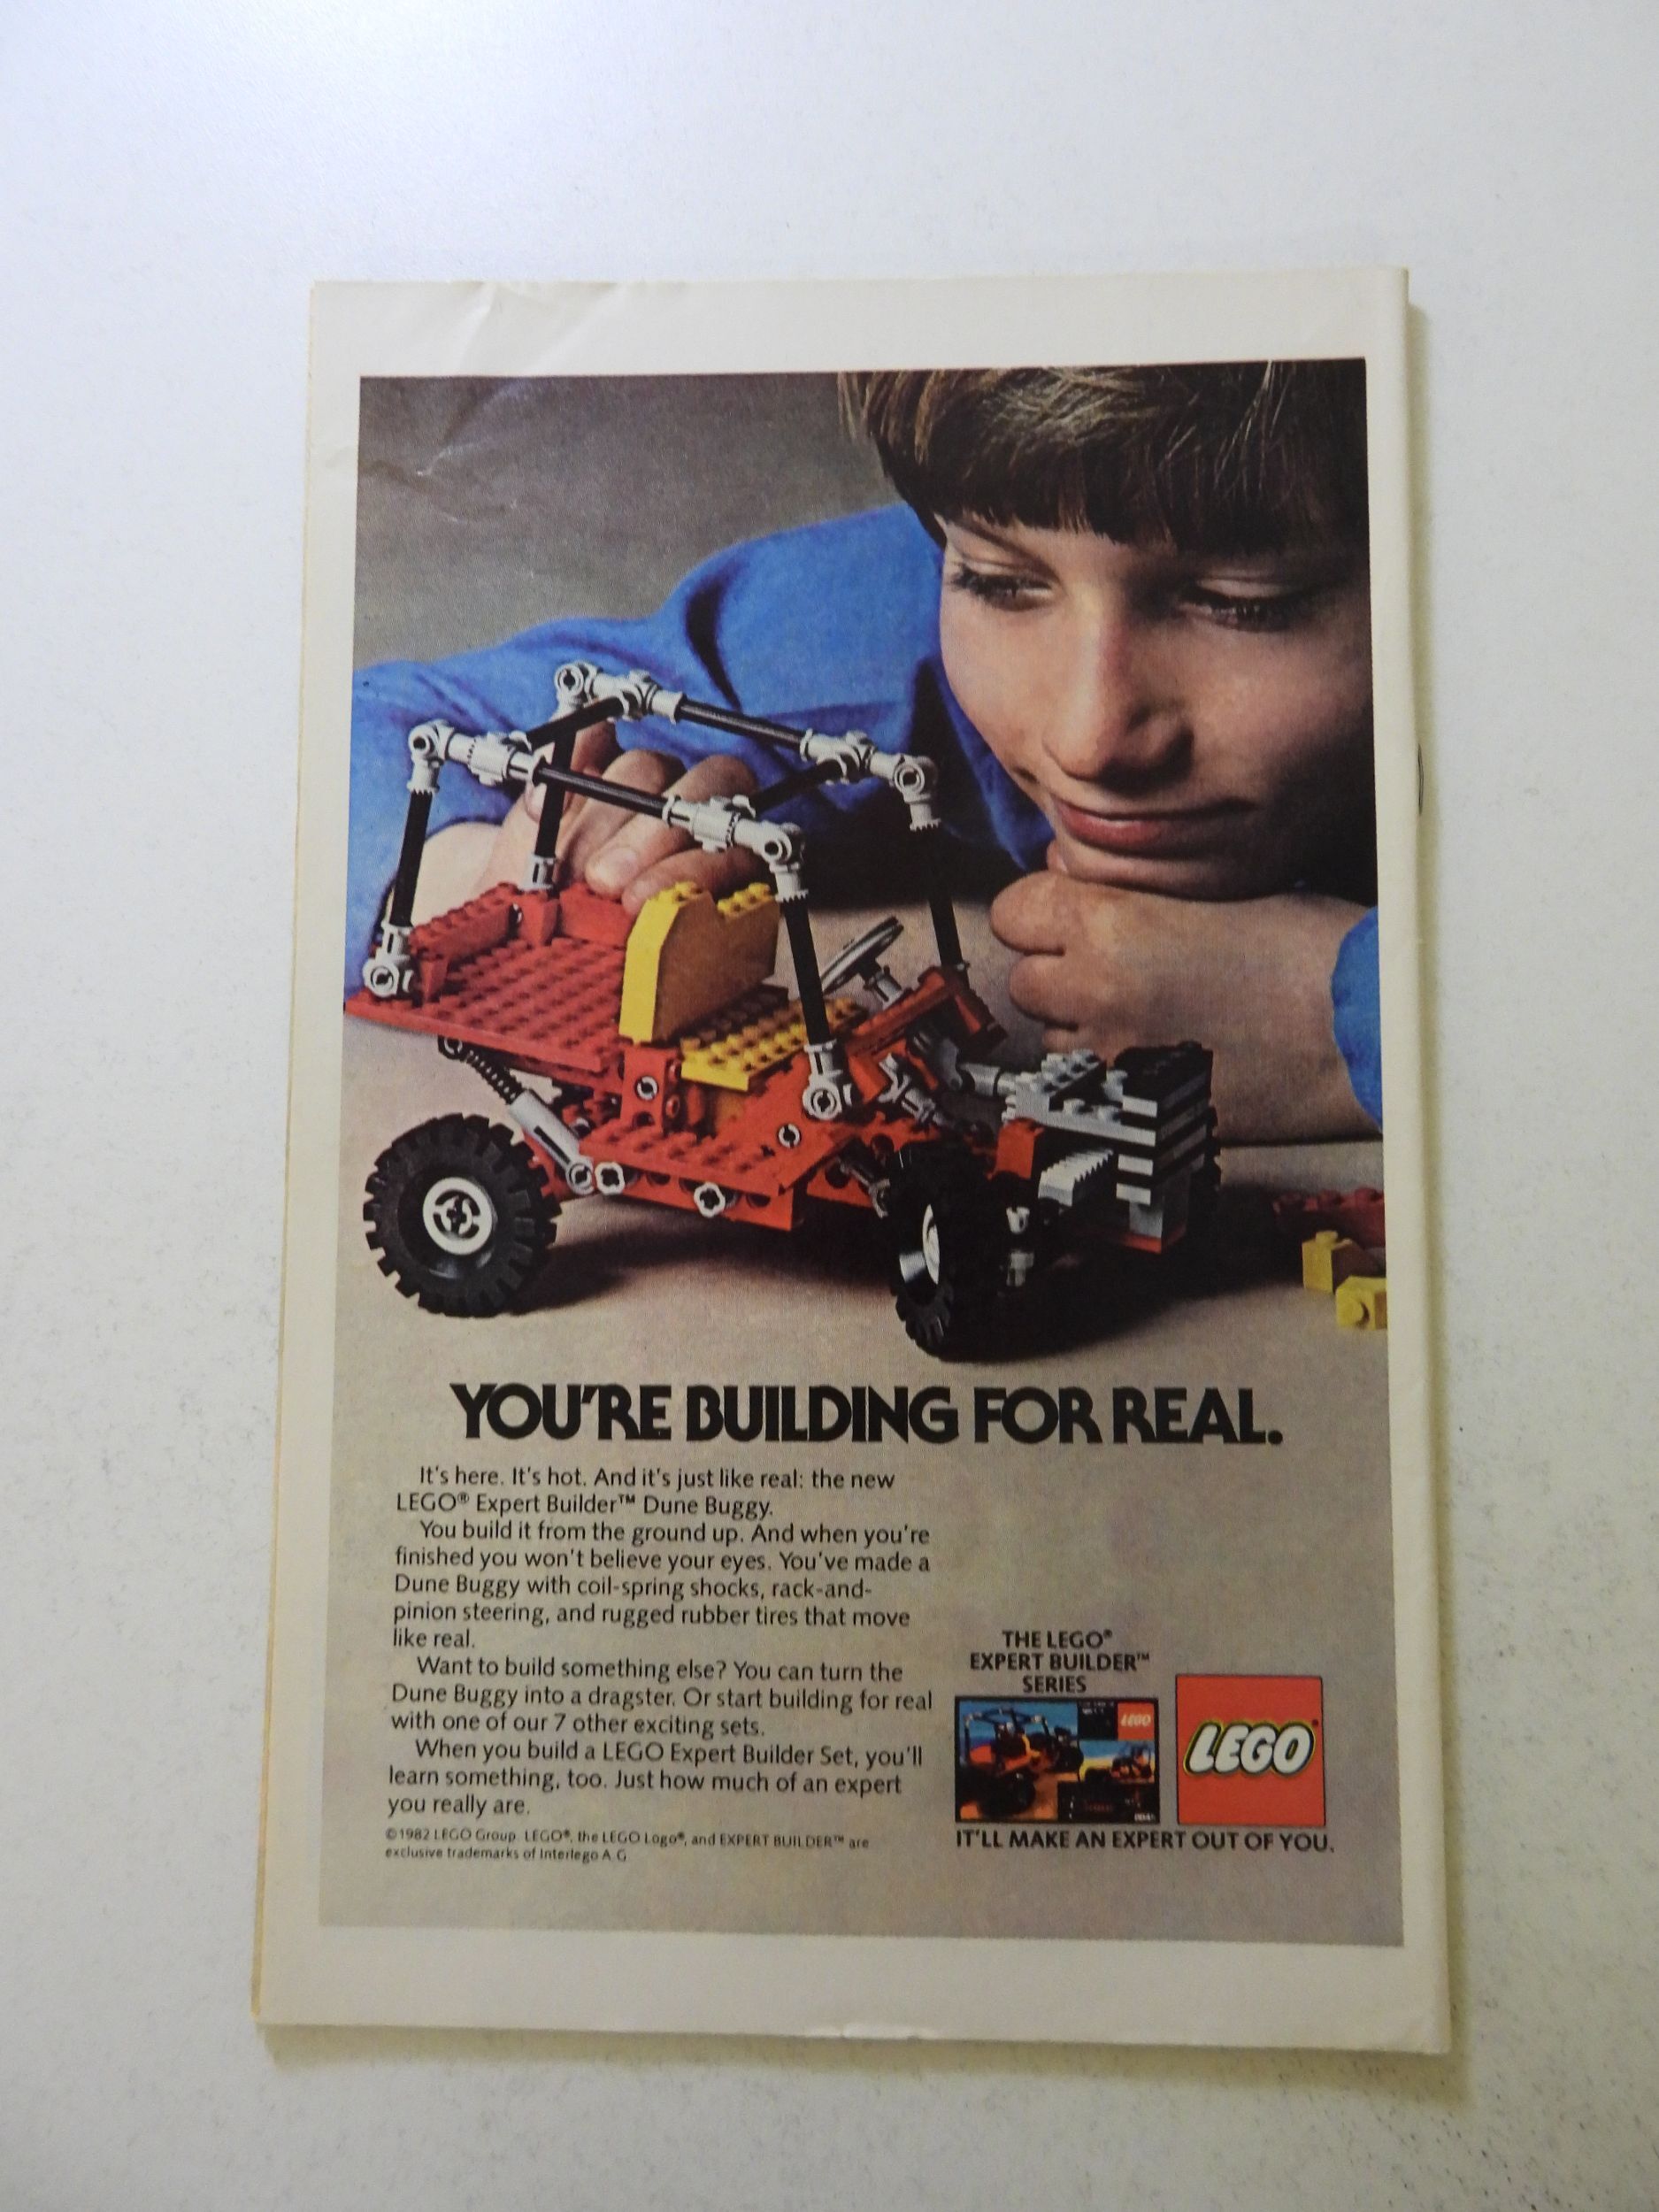 YOU'RE BUILDING FOR REAL.
It's here. It's hot. And it's just like real: the new
LEGO® Expert Builder™ Dune Buggy.
You build it from the ground up. And when you're
finished you won't believe your eyes. You've made a
Dune Buggy with coil-spring shocks, rack-and-
pinion steering, and rugged rubber tires that move
like real.
Want to build something else? You can turn the
Dune Buggy into a dragster. Or start building for real
with one of our 7 other exciting sets.
When you build a LEGO Expert Builder Set, you'll
learn something, too. Just how much of an expert
you really are.
©1982 LEGO Group. LEGO®, the LEGO Logo®, and EXPERT BUILDER™ are
exclusive trademarks of Interlego A.G.
THE LEGO®
EXPERT BUILDER™
SERIES
LEGO
LEGO®
IT'LL MAKE AN EXPERT OUT OF YOU.